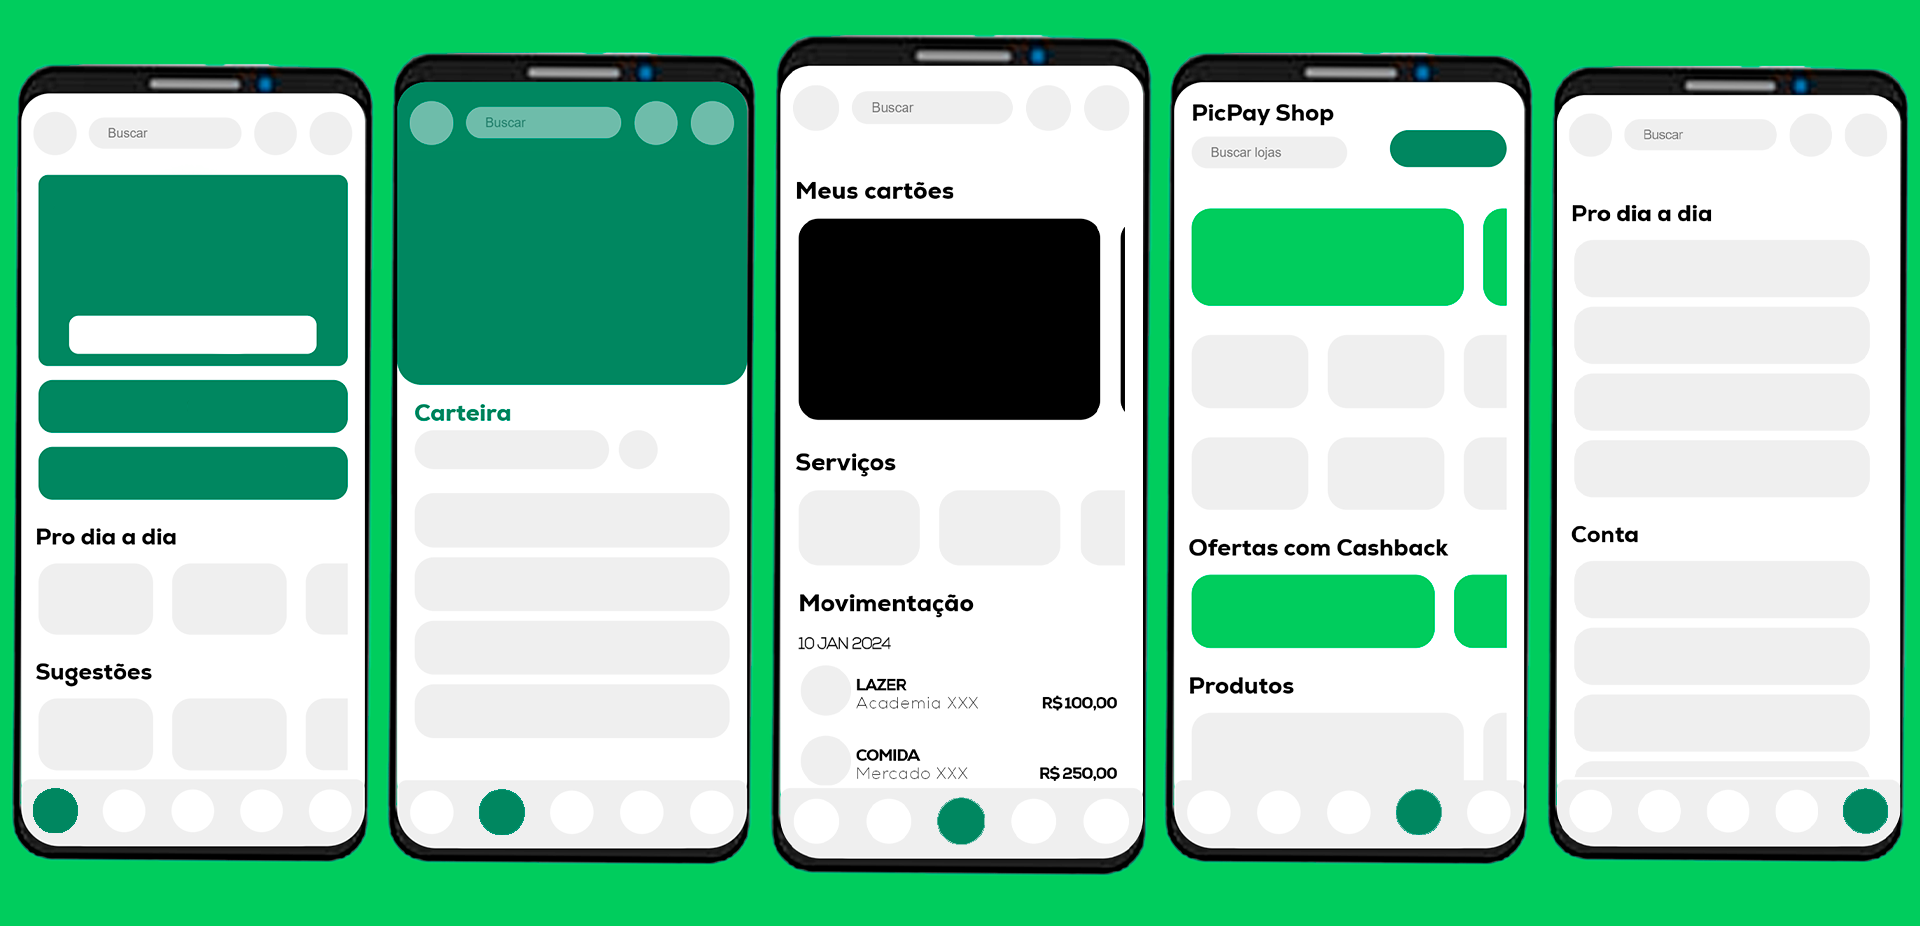 Buscar
Pro dia a dia
Sugestões
Buscar
Carteira
Buscar
Meus cartões
Serviços
Movimentação
10 JAN 2024
LAZER
Academia XXX
R$100,00
COMIDA
Mercado XXX
R$250,00
PicPay Shop
Buscar lojas
Ofertas com Cashback
Produtos
Buscar
Pro dia a dia
Conta